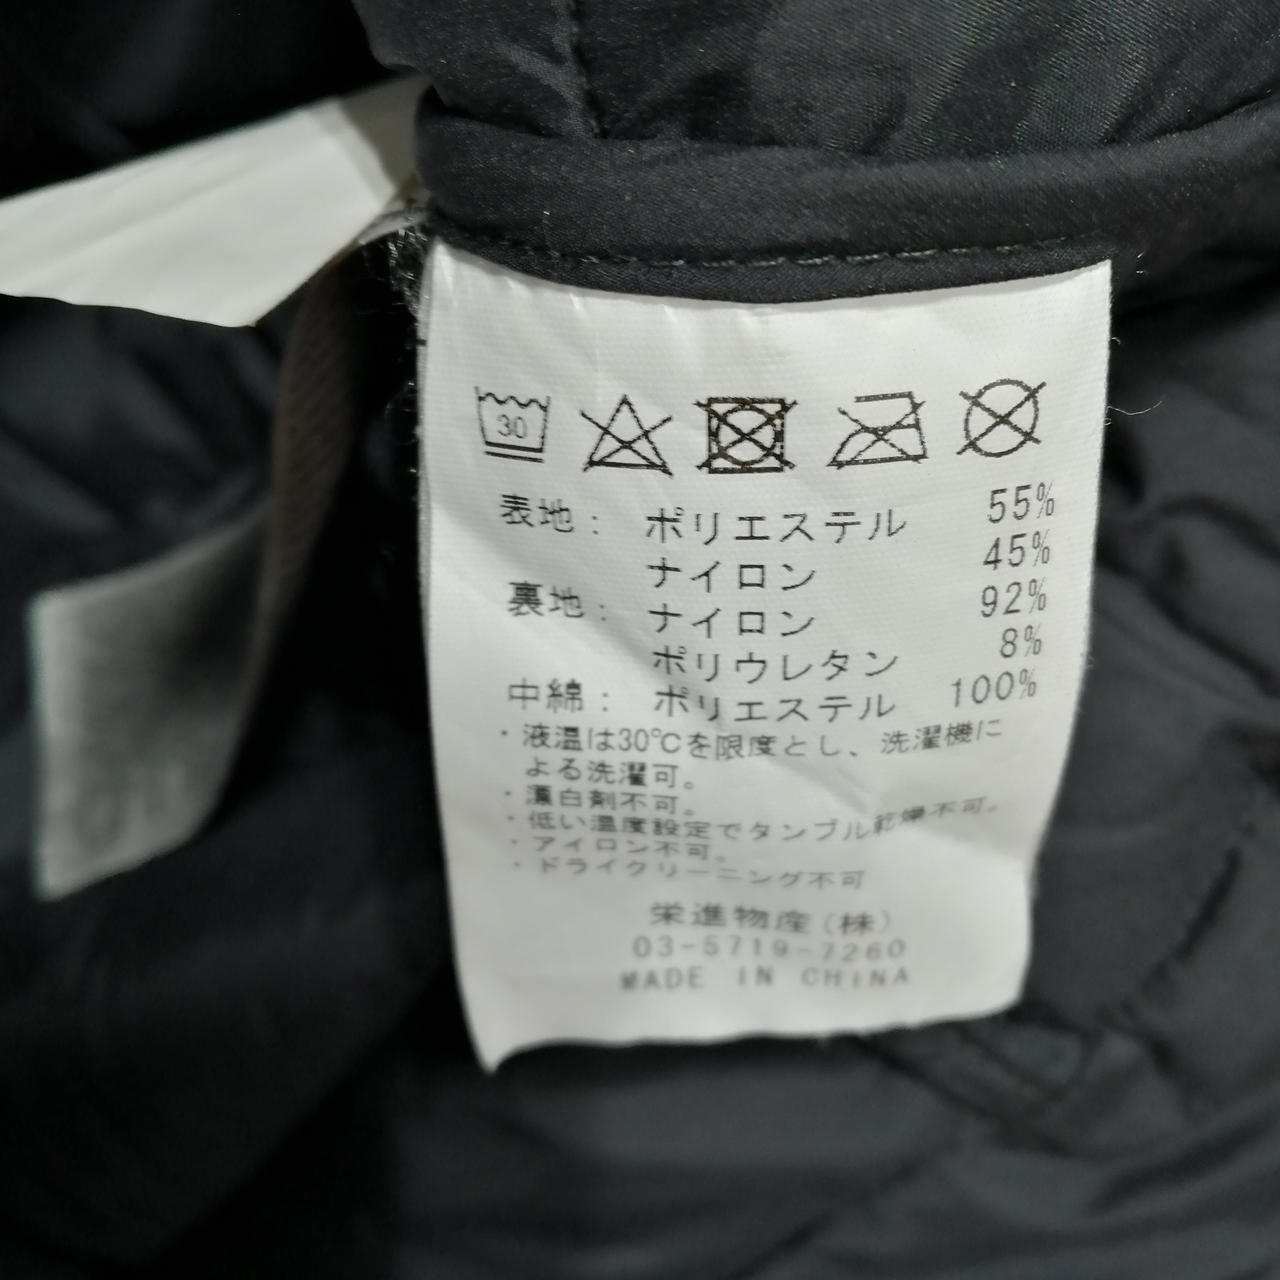 30
表地： ポリエステル 55%
ナイロン 45%
裏地： ナイロン 92%
ポリウレタン 8%
中綿： ポリエステル 100%
・液温は30℃を限度とし、洗濯機に
よる洗濯可。
・漂白剤不可。
・低い温度設定でタンブル乾燥不可。
・アイロン不可。
・ドライクリーニング不可
栄進物産(株)
03-5719-7260
MADE IN CHINA